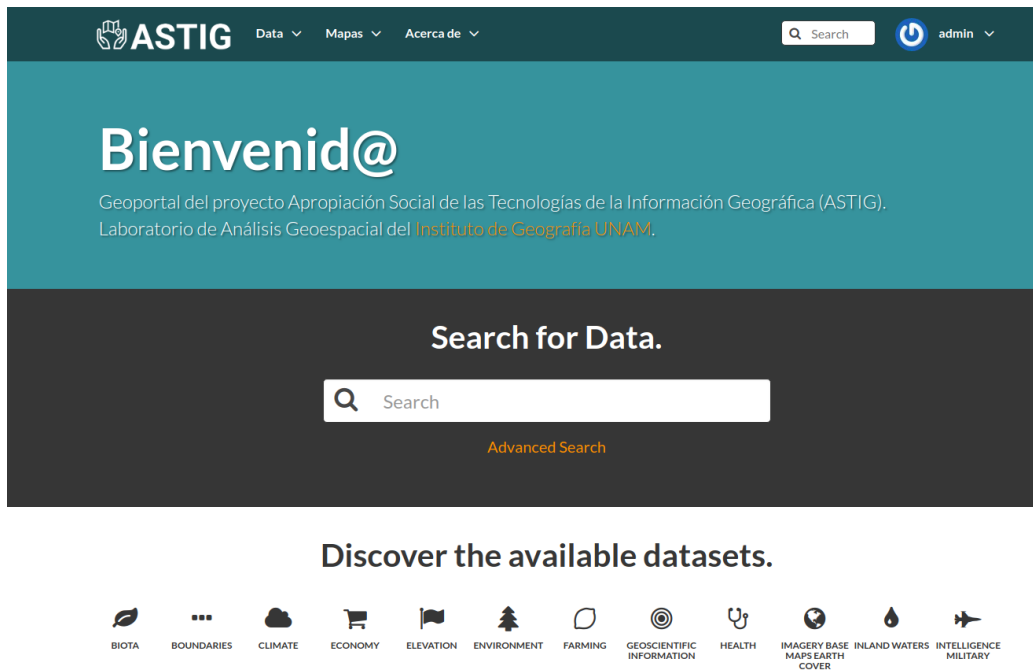 ASTIG Data Mapas Acerca de Search admin
Bienvenid@
Geoportal del proyecto Apropiación Social de las Tecnologías de la Información Geográfica (ASTIG).
Laboratorio de Análisis Geoespacial del Instituto de Geografía UNAM.
Search for Data.
Search
Advanced Search
Discover the available datasets.
BIOTA BOUNDARIES CLIMATE ECONOMY ELEVATION ENVIRONMENT FARMING GEOSCIENTIFIC HEALTH IMAGERY BASE INLAND WATERS INTELLIGENCE
INFORMATION MAPS EARTH MILITARY
COVER